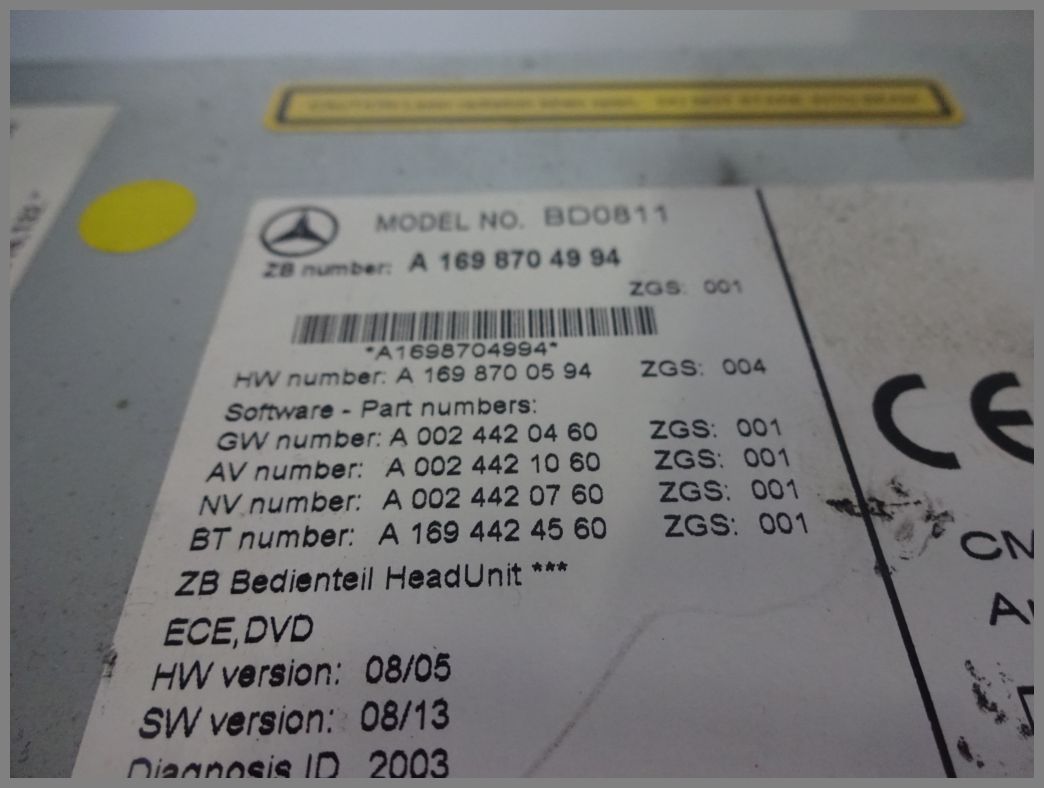 MODEL NO. BD0811
ZB number: A 169 870 49 94
ZGS: 001
*A1698704994*
HW number: A 169 870 05 94 ZGS: 004
Software - Part numbers:
GW number: A 002 442 04 60 ZGS: 001
AV number: A 002 442 10 60 ZGS: 001
NV number: A 002 442 07 60 ZGS: 001
BT number: A 169 442 45 60 ZGS: 001
ZB Bedienteil HeadUnit ***
ECE,DVD
HW version: 08/05
SW version: 08/13
Diagnosis ID 2003
CE